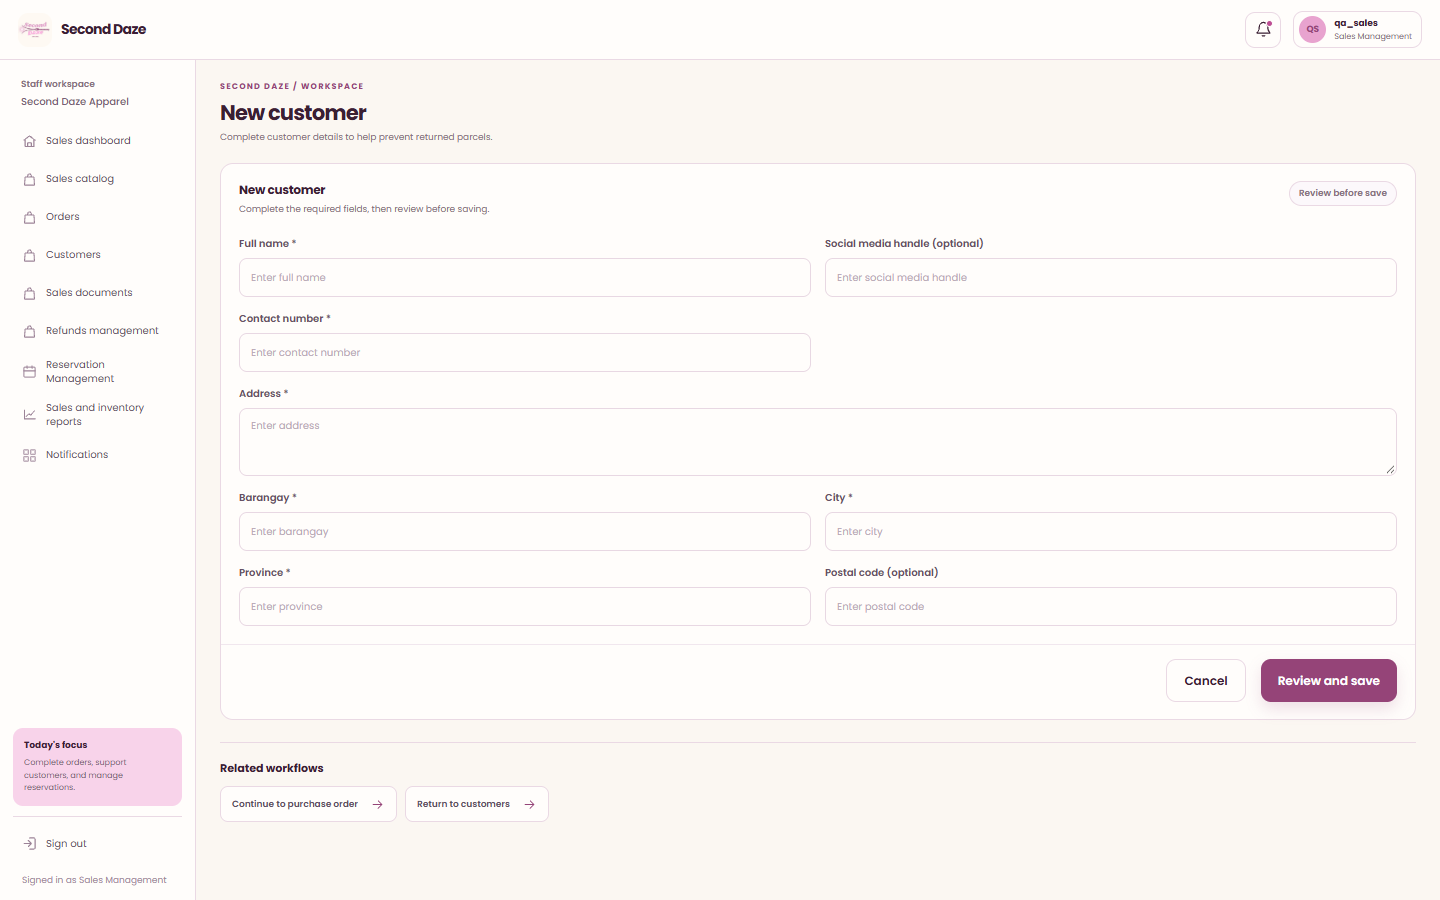 Second Daze
qa_sales
QS
Sales Management
Staff workspace
Second Daze Apparel
Sales dashboard
Sales catalog
Orders
Customers
Sales documents
Refunds management
Reservation
Management
Sales and inventory
reports
Notifications
Today's focus
Complete orders, support
customers, and manage
reservations.
Sign out
Signed in as Sales Management
SECOND DAZE / WORKSPACE
New customer
Complete customer details to help prevent returned parcels.
New customer
Complete the required fields, then review before saving.
Review before save
Full name *
Enter full name
Social media handle (optional)
Enter social media handle
Contact number *
Enter contact number
Address *
Enter address
Barangay *
Enter barangay
City *
Enter city
Province *
Enter province
Postal code (optional)
Enter postal code
Cancel
Review and save
Related workflows
Continue to purchase order
Return to customers